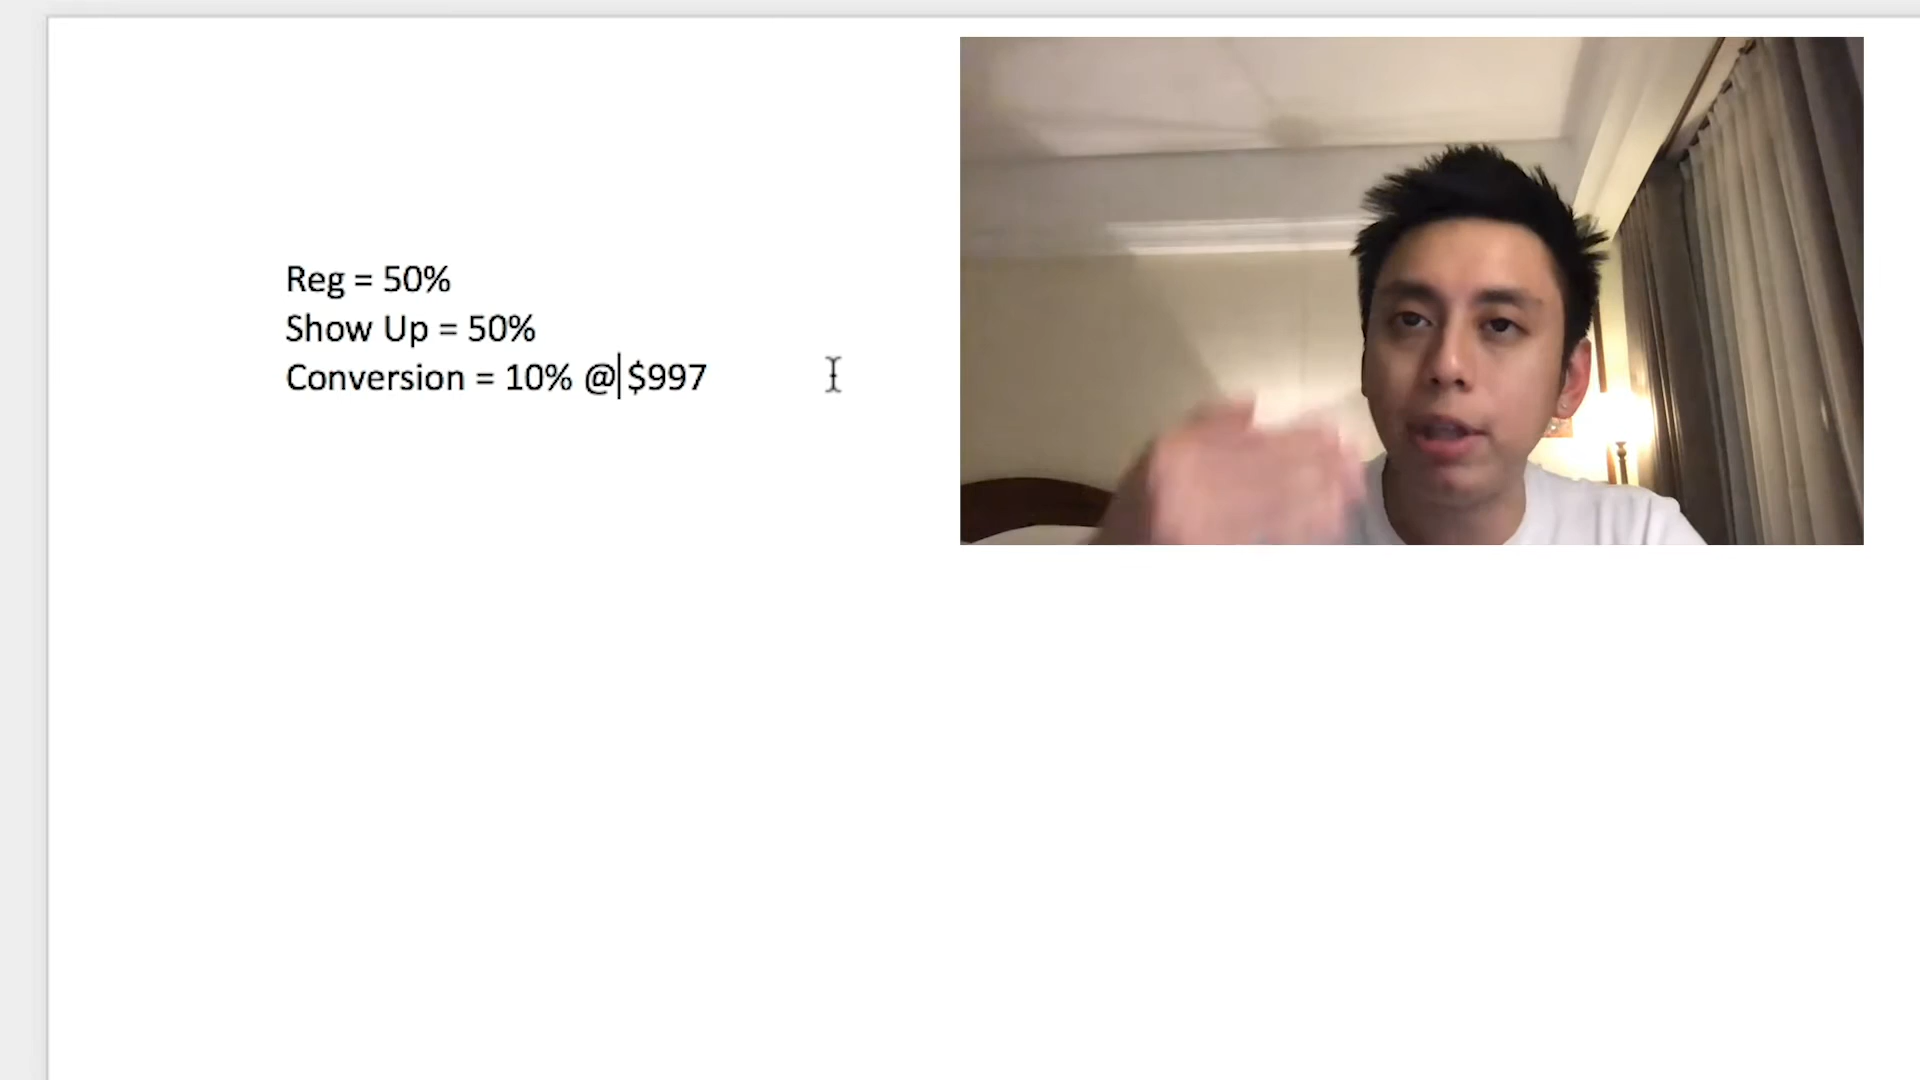 Reg = 50%
Show Up = 50%
Conversion = 10% @ $997